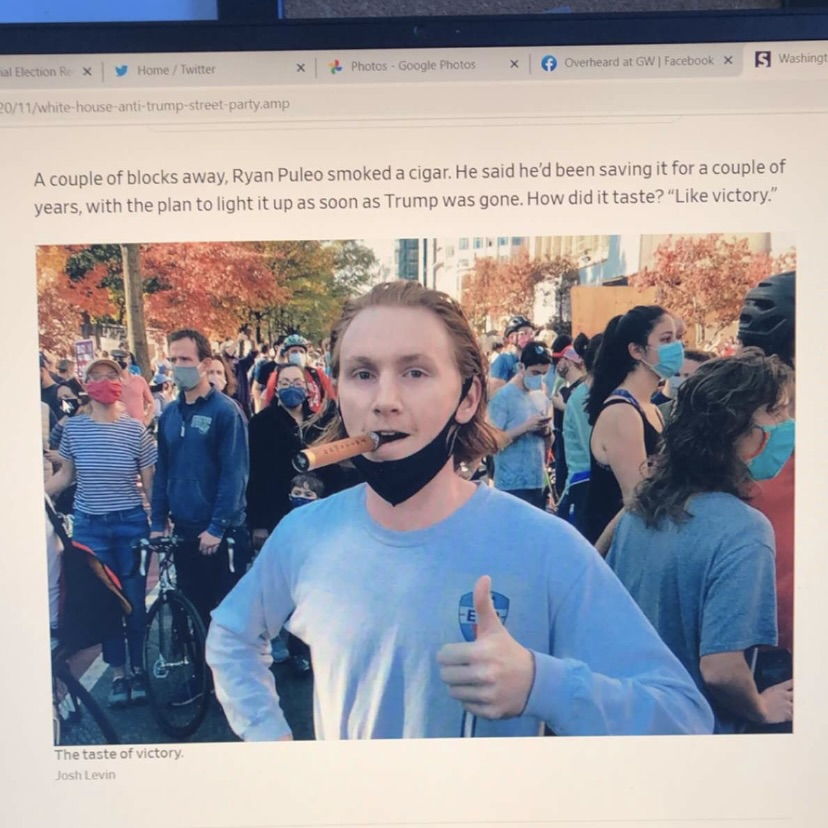 ial Election Re
Home / Twitter
Photos - Google Photos
Overheard at GW | Facebook
Washingt
20/11/white-house-anti-trump-street-party.amp
A couple of blocks away, Ryan Puleo smoked a cigar. He said he’d been saving it for a couple of
years, with the plan to light it up as soon as Trump was gone. How did it taste? “Like victory.”
The taste of victory.
Josh Levin